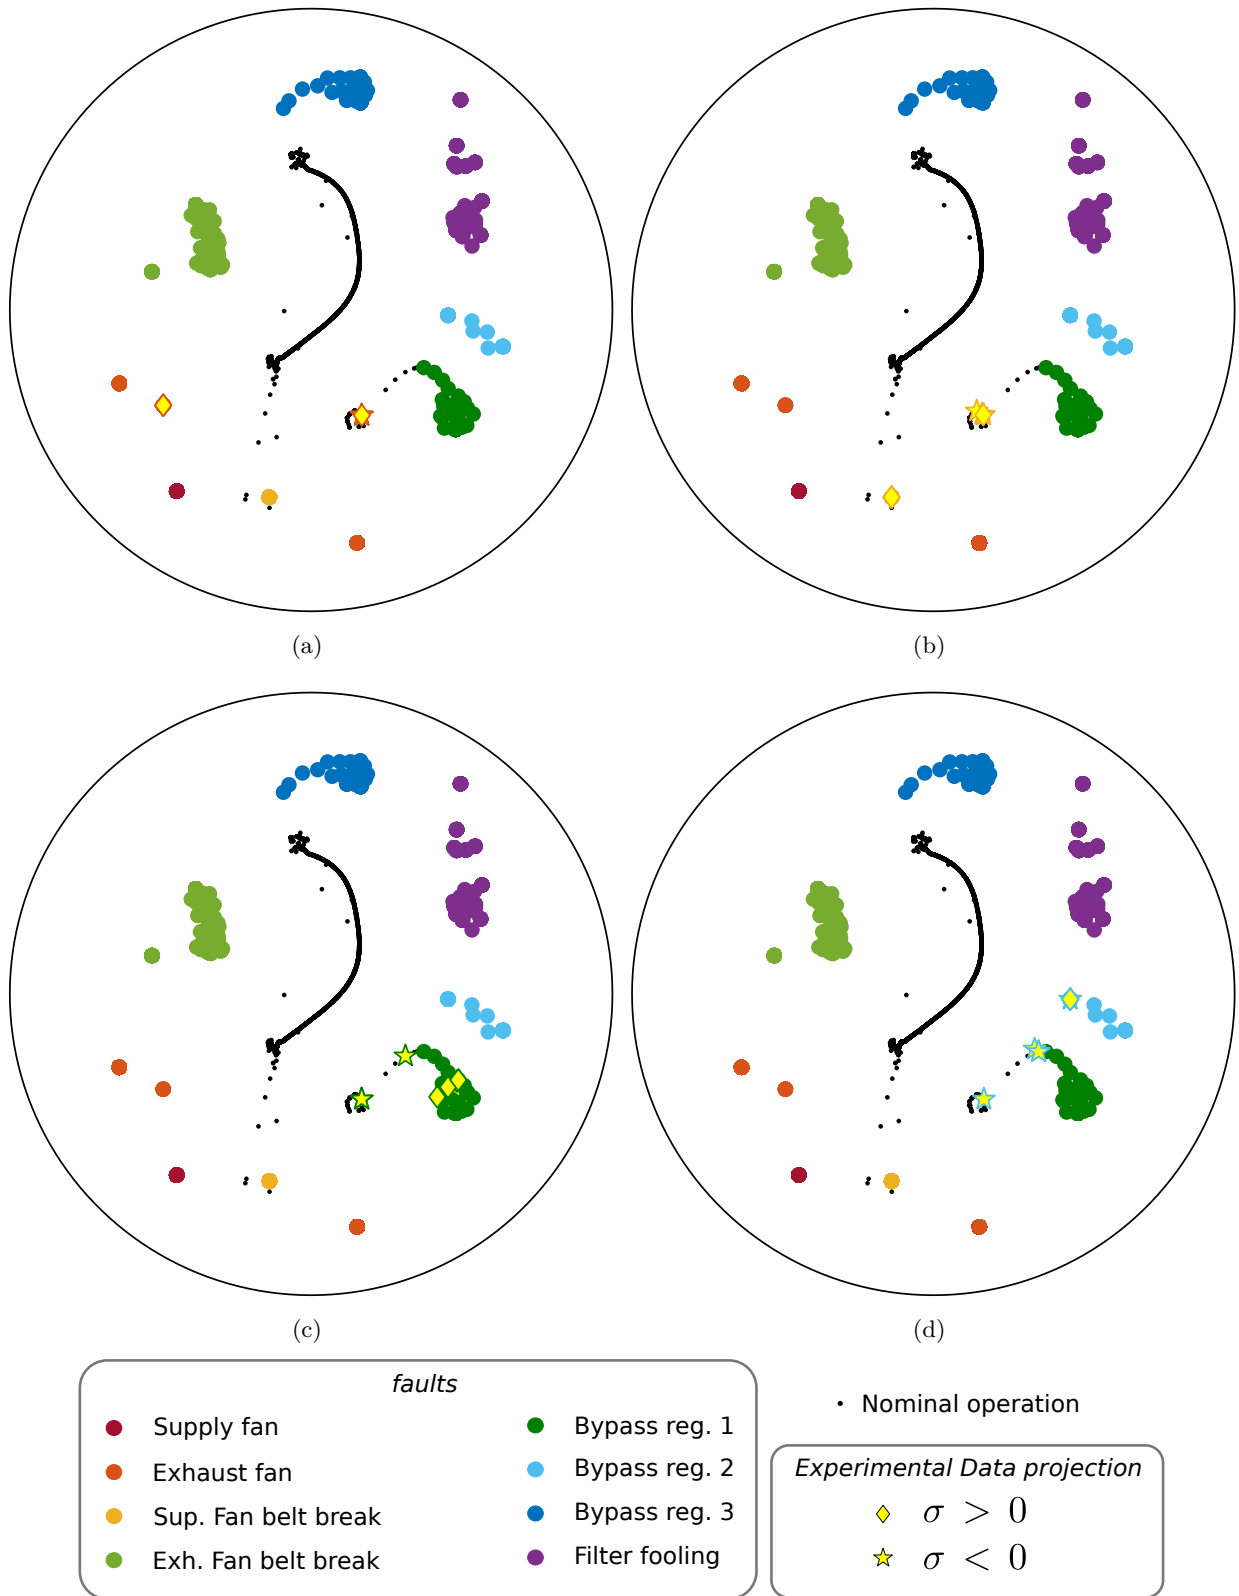 (a)
(b)
(c)
(d)
faults
Supply fan
Exhaust fan
Sup. Fan belt break
Exh. Fan belt break
Bypass reg. 1
Bypass reg. 2
Bypass reg. 3
Filter fooling
Nominal operation
Experimental Data projection
σ > 0
σ < 0